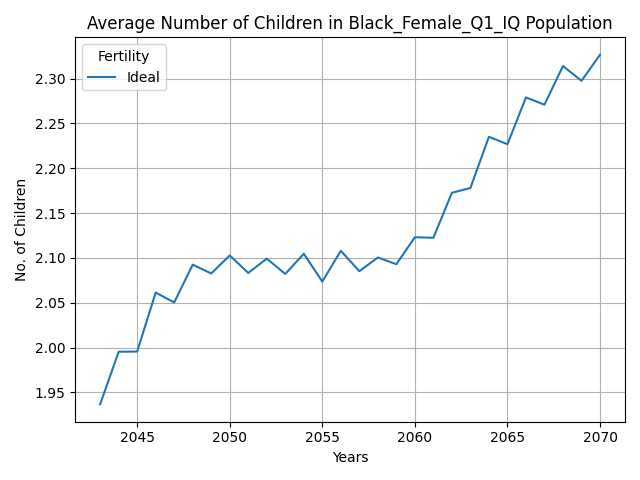 Average Number of Children in Black_Female_Q1_IQ Population
Fertility
Ideal
No. of Children
2.30
2.25
2.20
2.15
2.10
2.05
2.00
1.95
2045 2050 2055 2060 2065 2070
Years